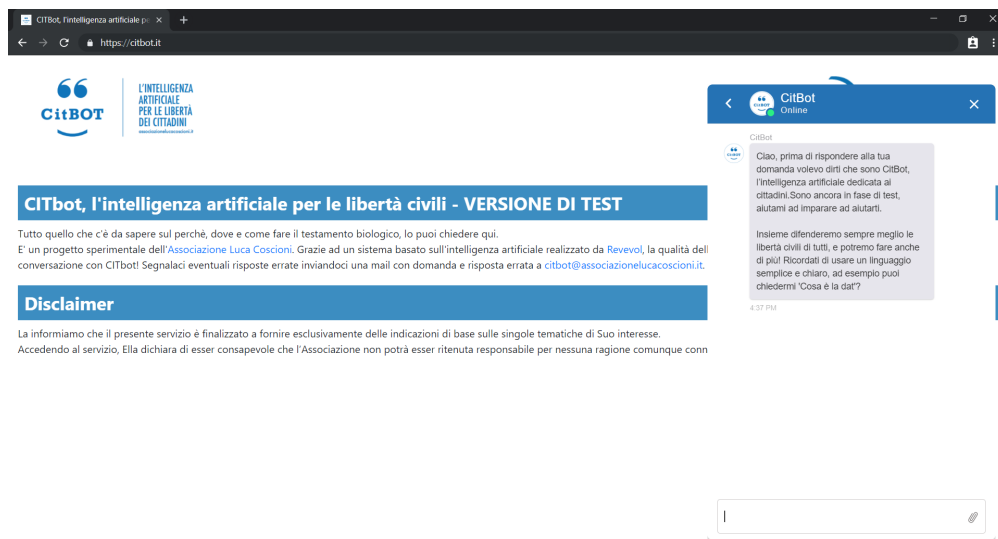 CITBot, l'intelligenza artificiale pe
https://citbot.it
CitBOT
L'INTELLIGENZA
ARTIFICIALE
PER LE LIBERTÀ
DEI CITTADINI
associazionelucacoscioni.it
CITbot, l'intelligenza artificiale per le libertà civili - VERSIONE DI TEST
Tutto quello che c'è da sapere sul perchè, dove e come fare il testamento biologico, lo puoi chiedere qui.
E' un progetto sperimentale dell'Associazione Luca Coscioni. Grazie ad un sistema basato sull'intelligenza artificiale realizzato da Revevol, la qualità dell
conversazione con CITbot! Segnalaci eventuali risposte errate inviandoci una mail con domanda e risposta errata a citbot@associazionelucacoscioni.it.
Disclaimer
La informiamo che il presente servizio è finalizzato a fornire esclusivamente delle indicazioni di base sulle singole tematiche di Suo interesse.
Accedendo al servizio, Ella dichiara di esser consapevole che l'Associazione non potrà esser ritenuta responsabile per nessuna ragione comunque conn
CitBot
Online
CitBot
Ciao, prima di rispondere alla tua
domanda volevo dirti che sono CitBot,
l'intelligenza artificiale dedicata ai
cittadini.Sono ancora in fase di test,
aiutami ad imparare ad aiutarti.
Insieme difenderemo sempre meglio le
libertà civili di tutti, e potremo fare anche
di più! Ricordati di usare un linguaggio
semplice e chiaro, ad esempio puoi
chiedermi 'Cosa è la dat'?
4:37 PM